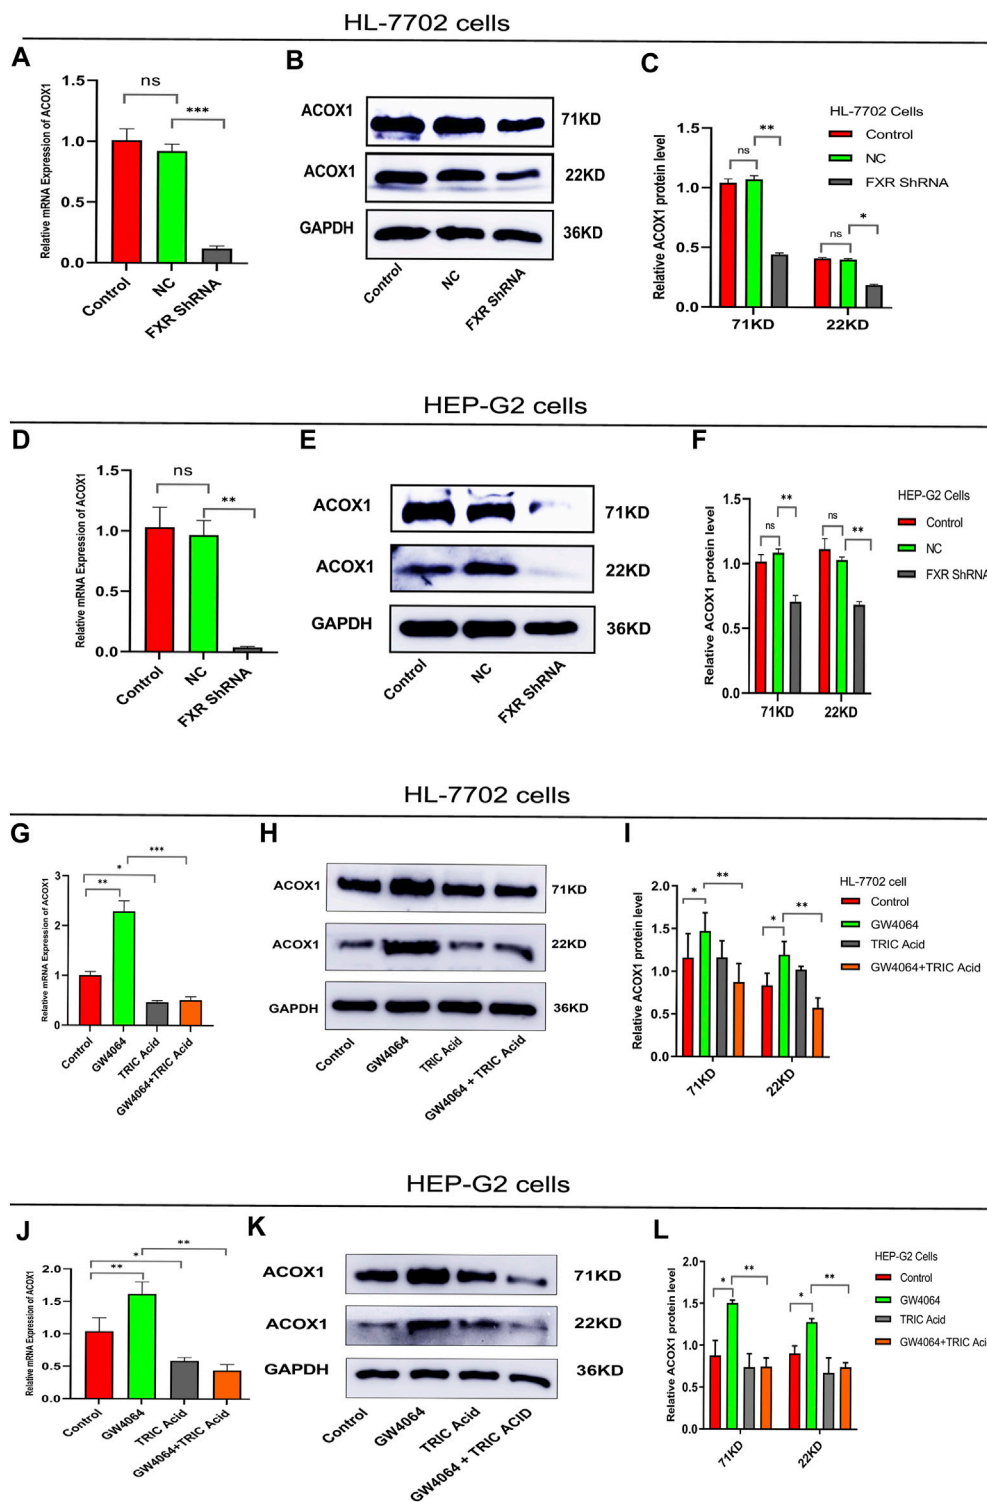 HL-7702 cells
A
Relative mRNA Expression of ACOX1
1.5
1.0
0.5
0.0
ns
***
Control
NC
FXR ShRNA
B
ACOX1
71KD
ACOX1
22KD
GAPDH
36KD
Control
NC
FXR ShRNA
C
HL-7702 Cells
Control
NC
FXR ShRNA
Relative ACOX1 protein level
1.5
1.0
0.5
0.0
ns
**
ns
*
71KD
22KD
HEP-G2 cells
D
Relative mRNA Expression of ACOX1
1.5
1.0
0.5
0.0
ns
**
Control
NC
FXR ShRNA
E
ACOX1
71KD
ACOX1
22KD
GAPDH
36KD
Control
NC
FXR ShRNA
F
HEP-G2 Cells
Control
NC
FXR ShRNA
Relative ACOX1 protein level
1.5
1.0
0.5
0.0
ns
**
ns
**
71KD
22KD
HL-7702 cells
G
Relative mRNA Expression of ACOX1
3
2
1
0
***
*
**
Control
GW4064
TRIC Acid
GW4064+TRIC Acid
H
ACOX1
71KD
ACOX1
22KD
GAPDH
36KD
Control
GW4064
TRIC Acid
GW4064 + TRIC Acid
I
HL-7702 cell
Control
GW4064
TRIC Acid
GW4064+TRIC Acid
Relative ACOX1 protein level
2.0
1.5
1.0
0.5
0.0
*
**
*
**
71KD
22KD
HEP-G2 cells
J
Relative mRNA Expression of ACOX1
2.0
1.5
1.0
0.5
0.0
**
*
**
Control
GW4064
TRIC Acid
GW4064+TRIC Acid
K
ACOX1
71KD
ACOX1
22KD
GAPDH
36KD
Control
GW4064
TRIC Acid
GW4064 + TRIC ACID
L
HEP-G2 Cells
Control
GW4064
TRIC Acid
GW4064+TRIC Acid
Relative ACOX1 protein level
2.0
1.5
1.0
0.5
0.0
*
**
*
**
71KD
22KD